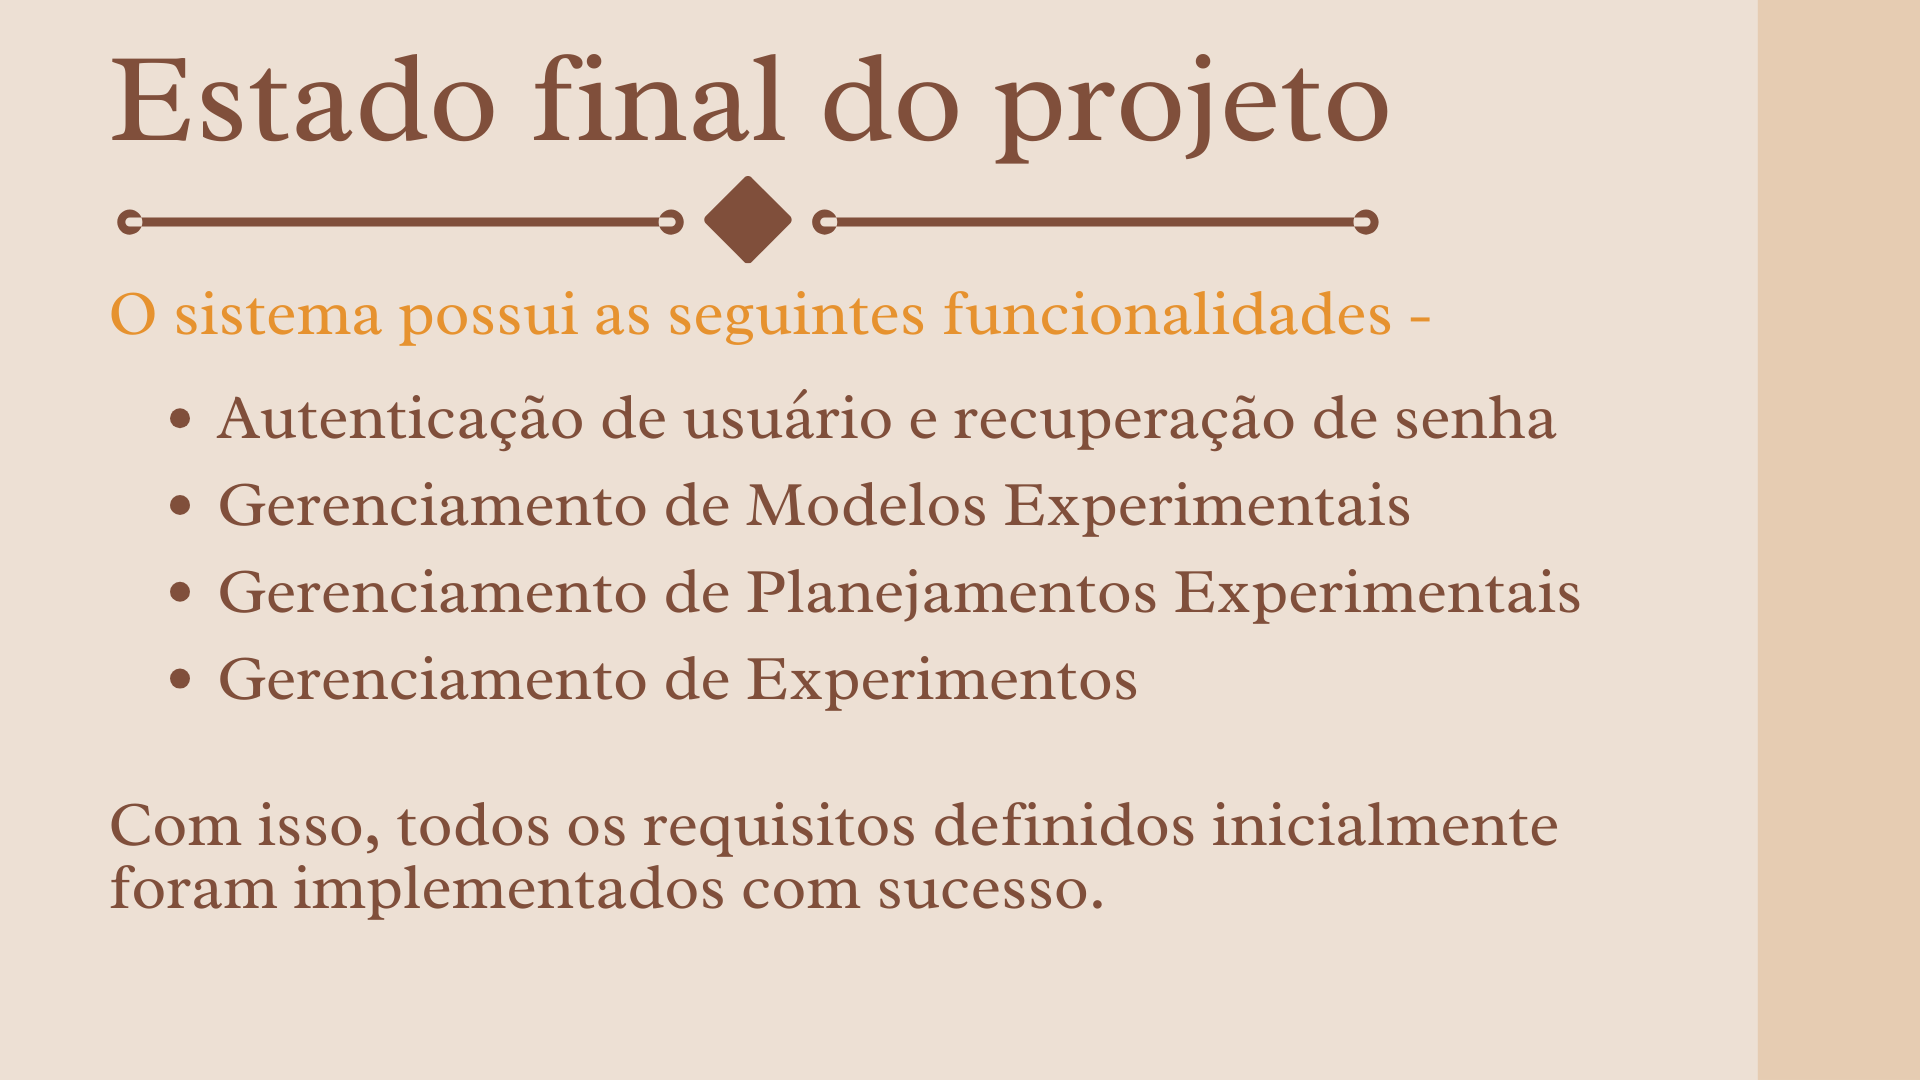 Estado final do projeto
O sistema possui as seguintes funcionalidades -
• Autenticação de usuário e recuperação de senha
• Gerenciamento de Modelos Experimentais
• Gerenciamento de Planejamentos Experimentais
• Gerenciamento de Experimentos
Com isso, todos os requisitos definidos inicialmente
foram implementados com sucesso.